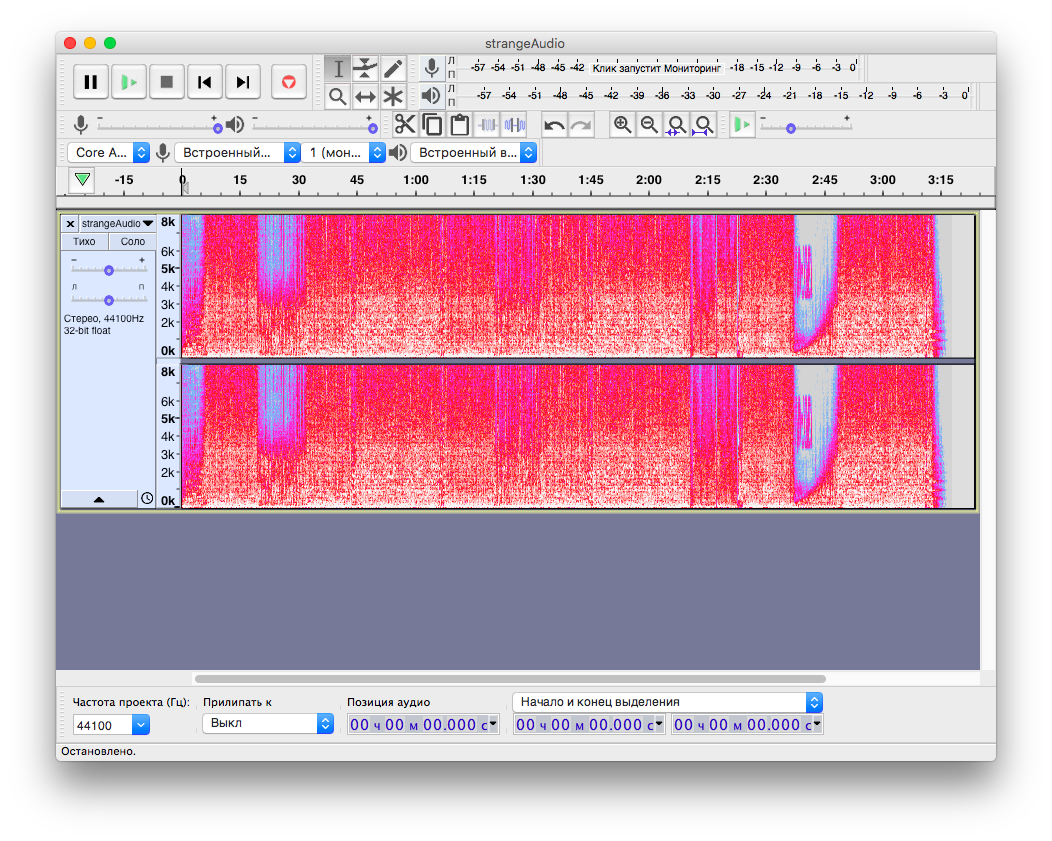 strangeAudio
Л
П
-57 -54 -51 -48 -45 -42 Клик запустит Мониторинг -18 -15 -12 -9 -6 -3 0
Л
П
-57 -54 -51 -48 -45 -42 -39 -36 -33 -30 -27 -24 -21 -18 -15 -12 -9 -6 -3 0
- + - +
- +
Core A... Встроенный... 1 (мон... Встроенный в...
-15 0 15 30 45 1:00 1:15 1:30 1:45 2:00 2:15 2:30 2:45 3:00 3:15
strangeAudio
Тихо Соло
- +
Л П
Стерео, 44100Hz
32-bit float
8k
6k
5k
4k
3k
2k
0k
8k
6k
5k
4k
3k
2k
0k
Частота проекта (Гц): Прилипать к Позиция аудио Начало и конец выделения
44100 Выкл 00 ч 00 м 00.000 с 00 ч 00 м 00.000 с 00 ч 00 м 00.000 с
Остановлено.